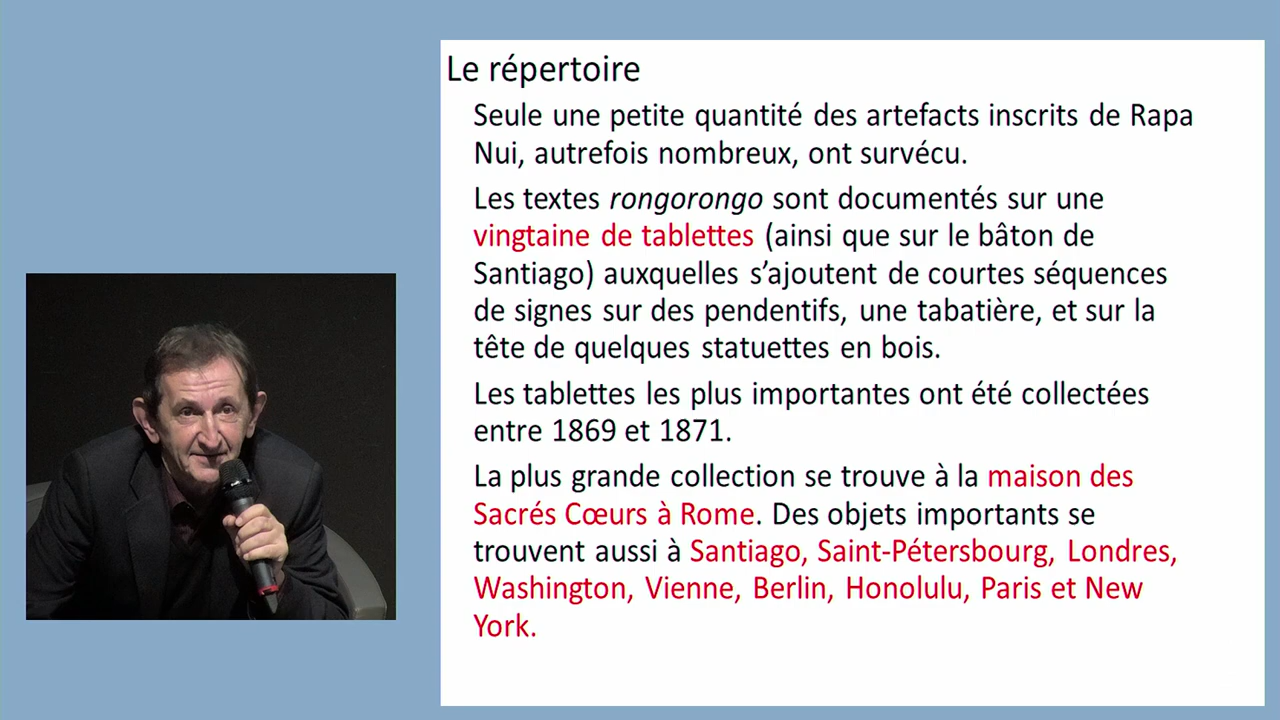 Le répertoire
Seule une petite quantité des artefacts inscrits de Rapa
Nui, autrefois nombreux, ont survécu.
Les textes rongorongo sont documentés sur une
vingtaine de tablettes (ainsi que sur le bâton de
Santiago) auxquelles s’ajoutent de courtes séquences
de signes sur des pendentifs, une tabatière, et sur la
tête de quelques statuettes en bois.
Les tablettes les plus importantes ont été collectées
entre 1869 et 1871.
La plus grande collection se trouve à la maison des
Sacrés Cœurs à Rome. Des objets importants se
trouvent aussi à Santiago, Saint-Pétersbourg, Londres,
Washington, Vienne, Berlin, Honolulu, Paris et New
York.